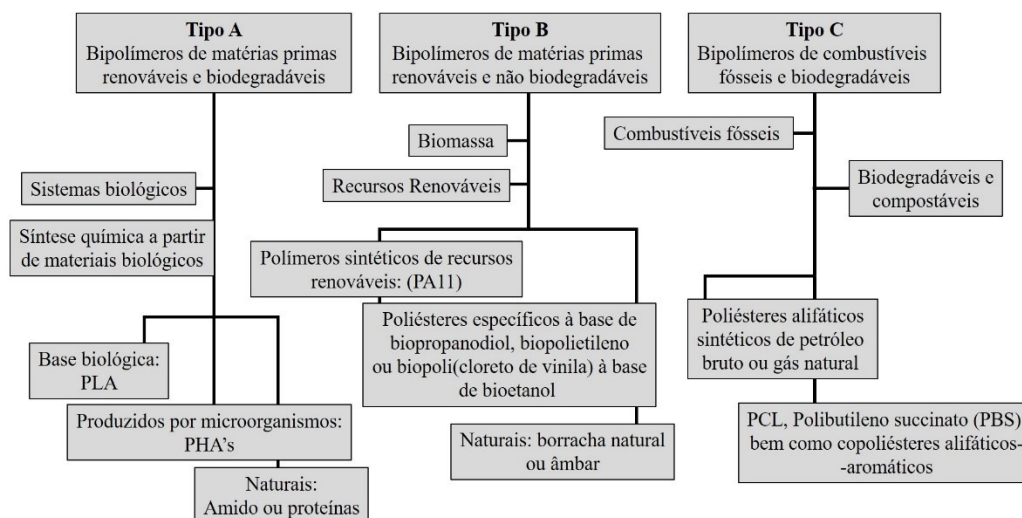 Tipo A
Bipolímeros de matérias primas
renováveis e biodegradáveis
Sistemas biológicos
Síntese química a partir
de materiais biológicos
Base biológica:
PLA
Produzidos por microorganismos:
PHA’s
Naturais:
Amido ou proteínas
Tipo B
Bipolímeros de matérias primas
renováveis e não biodegradáveis
Biomassa
Recursos Renováveis
Polímeros sintéticos de recursos
renováveis: (PA11)
Poliésteres específicos à base de
biopropanodiol, biopolietileno
ou biopoli(cloreto de vinila) à base
de bioetanol
Naturais: borracha natural
ou âmbar
Tipo C
Bipolímeros de combustíveis
fósseis e biodegradáveis
Combustíveis fósseis
Biodegradáveis e
compostáveis
Poliésteres alifáticos
sintéticos de petróleo
bruto ou gás natural
PCL, Polibutileno succinato (PBS)
bem como copoliésteres alifáticos-
-aromáticos